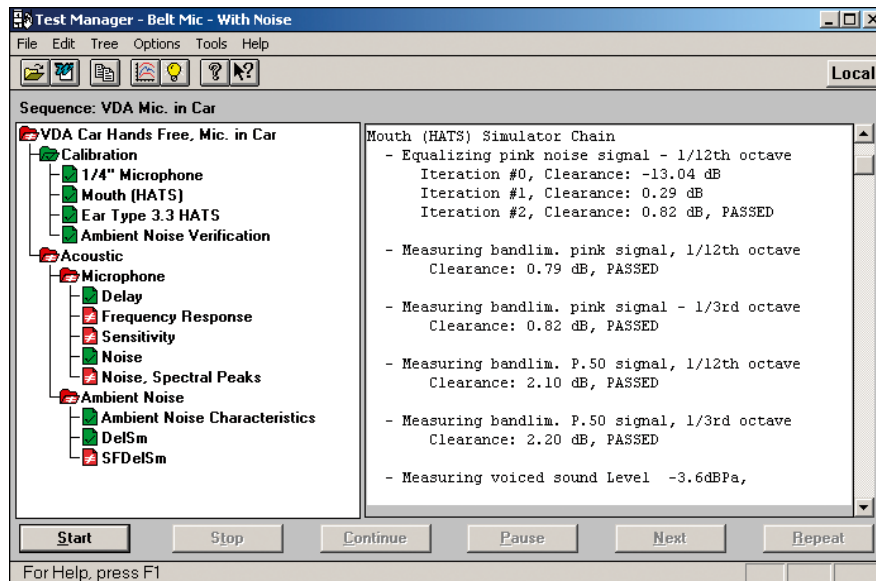 Test Manager - Belt Mic - With Noise
File Edit Tree Options Tools Help
Local
Sequence: VDA Mic. in Car
VDA Car Hands Free, Mic. in Car
Calibration
1/4" Microphone
Mouth (HATS)
Ear Type 3.3 HATS
Ambient Noise Verification
Acoustic
Microphone
Delay
Frequency Response
Sensitivity
Noise
Noise, Spectral Peaks
Ambient Noise
Ambient Noise Characteristics
DelSm
SFDelSm
Mouth (HATS) Simulator Chain
- Equalizing pink noise signal - 1/12th octave
Iteration #0, Clearance: -13.04 dB
Iteration #1, Clearance: 0.29 dB
Iteration #2, Clearance: 0.82 dB, PASSED
- Measuring bandlim. pink signal, 1/12th octave
Clearance: 0.79 dB, PASSED
- Measuring bandlim. pink signal - 1/3rd octave
Clearance: 0.82 dB, PASSED
- Measuring bandlim. P.50 signal, 1/12th octave
Clearance: 2.10 dB, PASSED
- Measuring bandlim. P.50 signal, 1/3rd octave
Clearance: 2.20 dB, PASSED
- Measuring voiced sound Level -3.6dBPa,
Start Stop Continue Pause Next Repeat
For Help, press F1